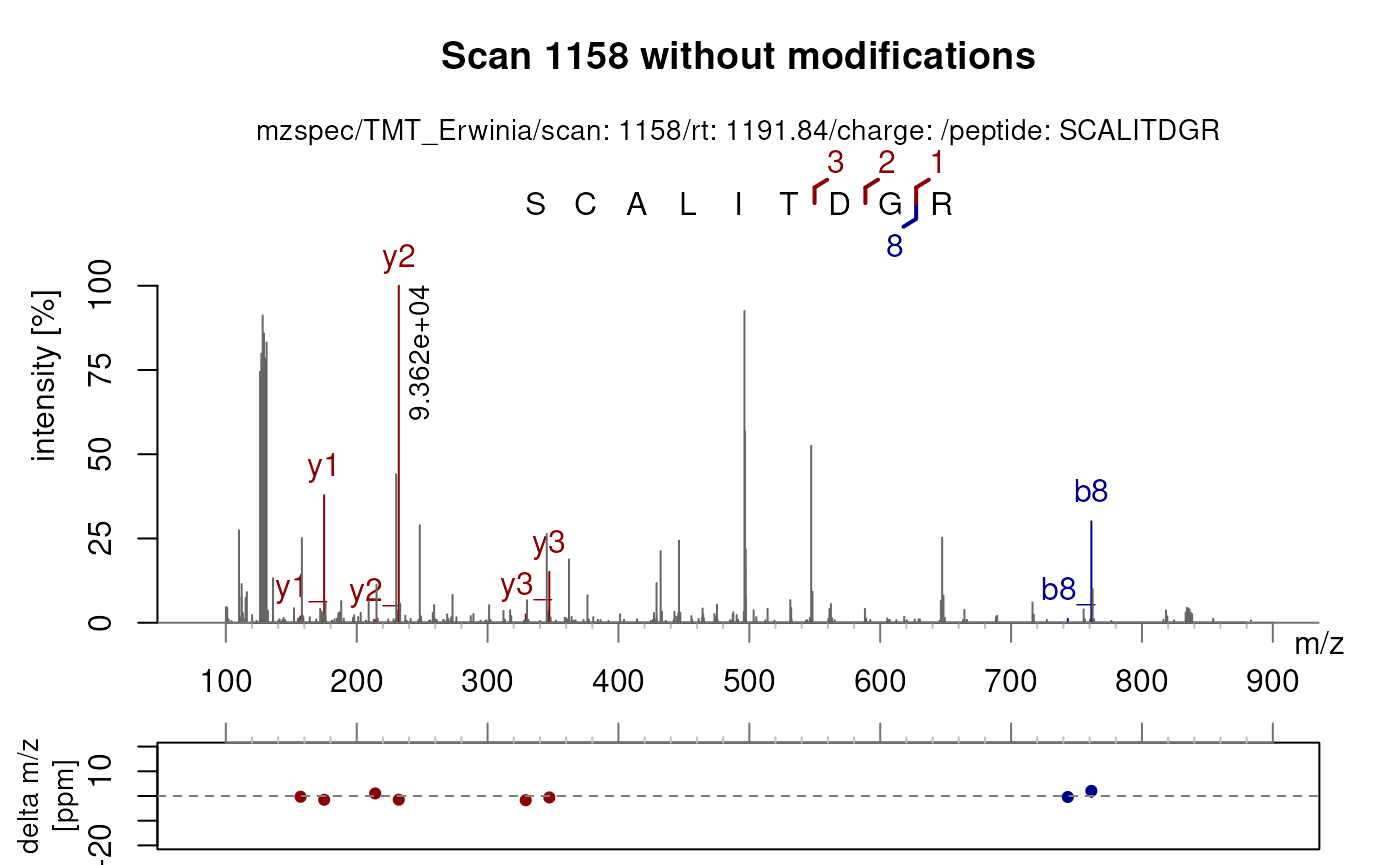 Scan 1158 without modifications
mzspec/TMT_Erwinia/scan: 1158/rt: 1191.84/charge: /peptide: SCALITDGR
3 2 1
S C A L I T D G R
8
y2
9.362e+04
y1
y1_
y2_
y3
y3_
b8
b8_
intensity [%]
100
75
50
25
0
m/z
100 200 300 400 500 600 700 800 900
delta m/z
[ppm]
10
-20